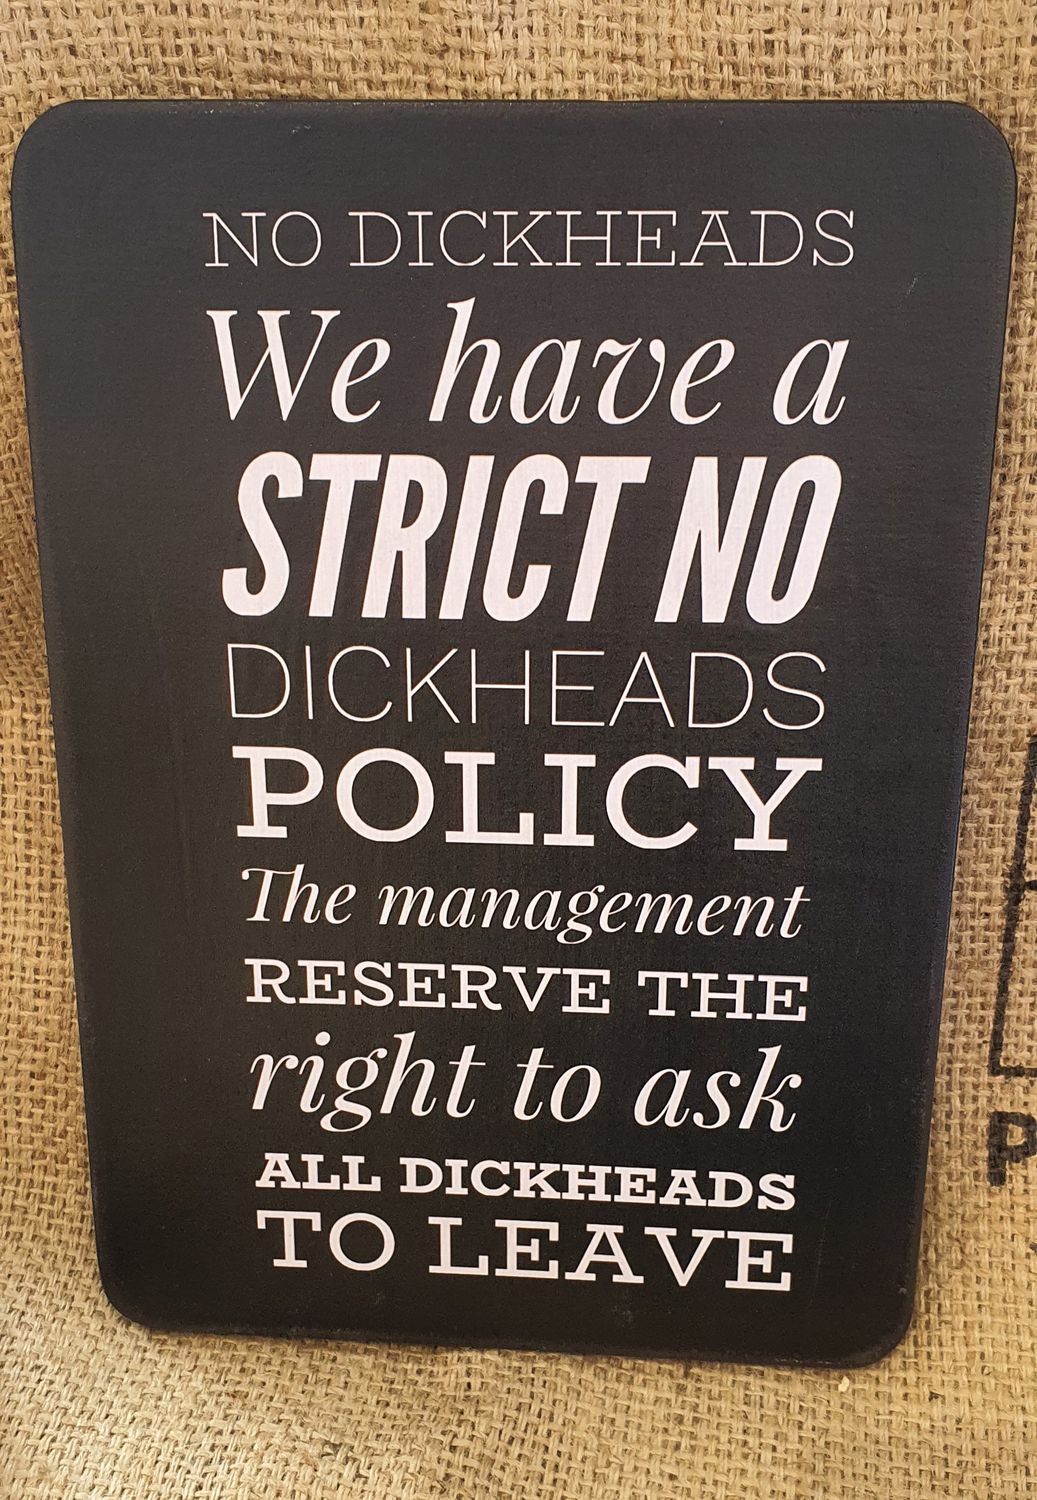 NO DICKHEADS
We have a
STRICT NO
DICKHEADS
POLICY
The management
RESERVE THE
right to ask
ALL DICKHEADS
TO LEAVE